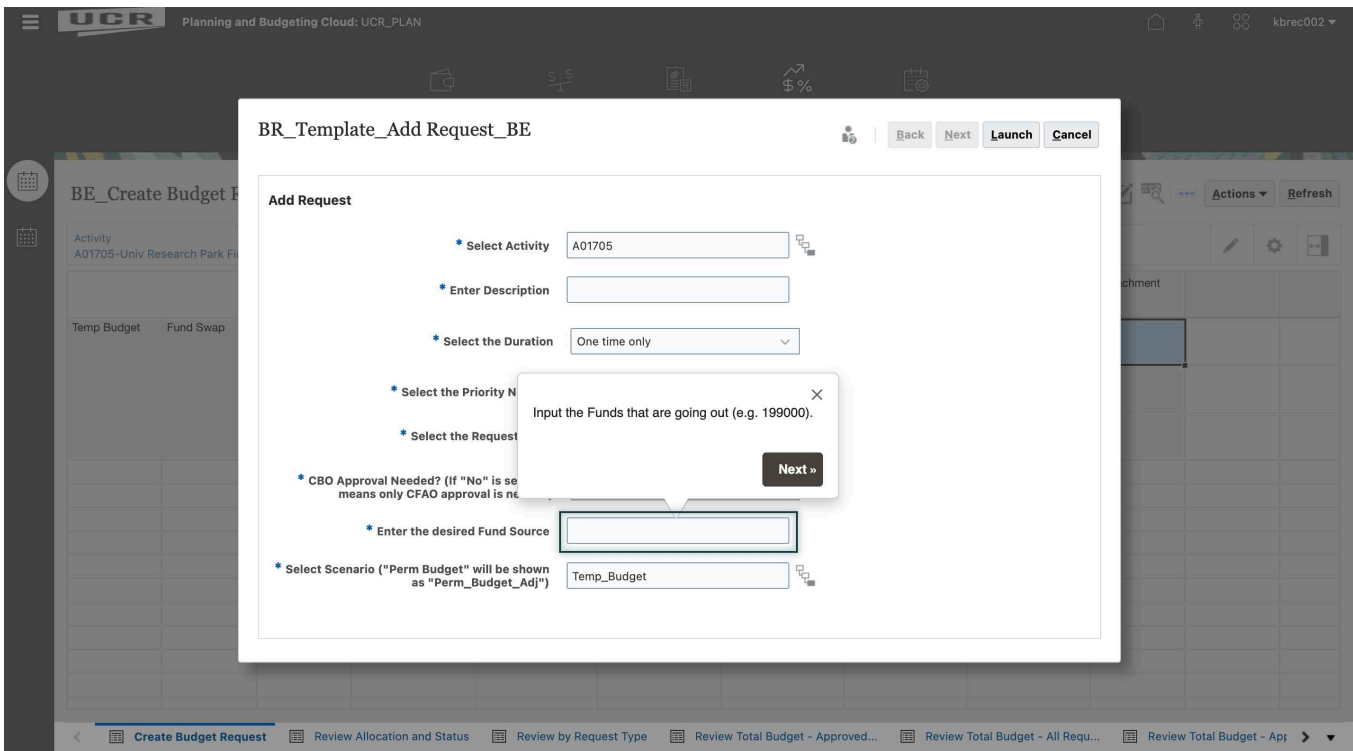 UCR
Planning and Budgeting Cloud: UCR_PLAN
kbrec002
BR_Template_Add Request_BE
Back
Next
Launch
Cancel
BE_Create Budget R
Actions
Refresh
Activity
A01705-Univ Research Park Fi
chment
Temp Budget
Fund Swap
Add Request
* Select Activity
A01705
* Enter Description
* Select the Duration
One time only
* Select the Priority N
Input the Funds that are going out (e.g. 199000).
Next »
* Select the Request
* CBO Approval Needed? (If "No" is se
means only CFAO approval is ne
* Enter the desired Fund Source
* Select Scenario ("Perm Budget" will be shown
as "Perm_Budget_Adj")
Temp_Budget
Create Budget Request
Review Allocation and Status
Review by Request Type
Review Total Budget - Approved...
Review Total Budget - All Requ...
Review Total Budget - App